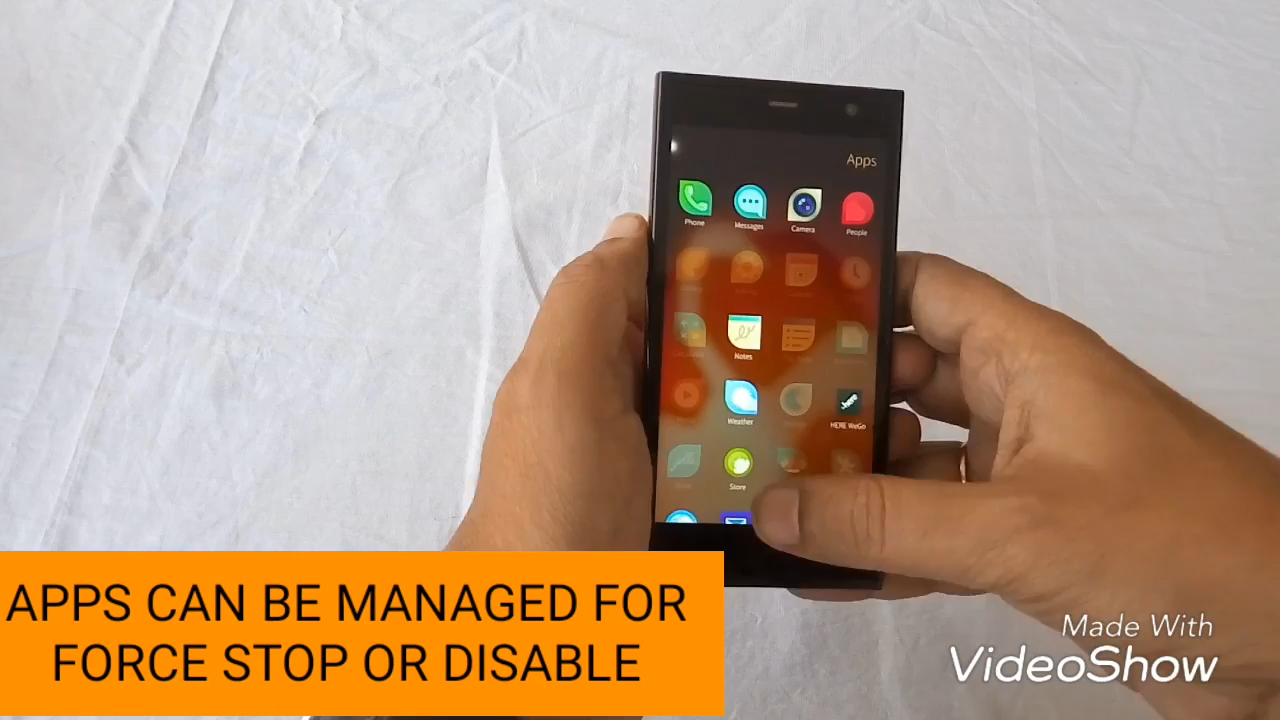 Apps
Phone
Messages
Camera
People
Notes
Weather
HERE WeGo
Store
APPS CAN BE MANAGED FOR
FORCE STOP OR DISABLE
Made With
VideoShow